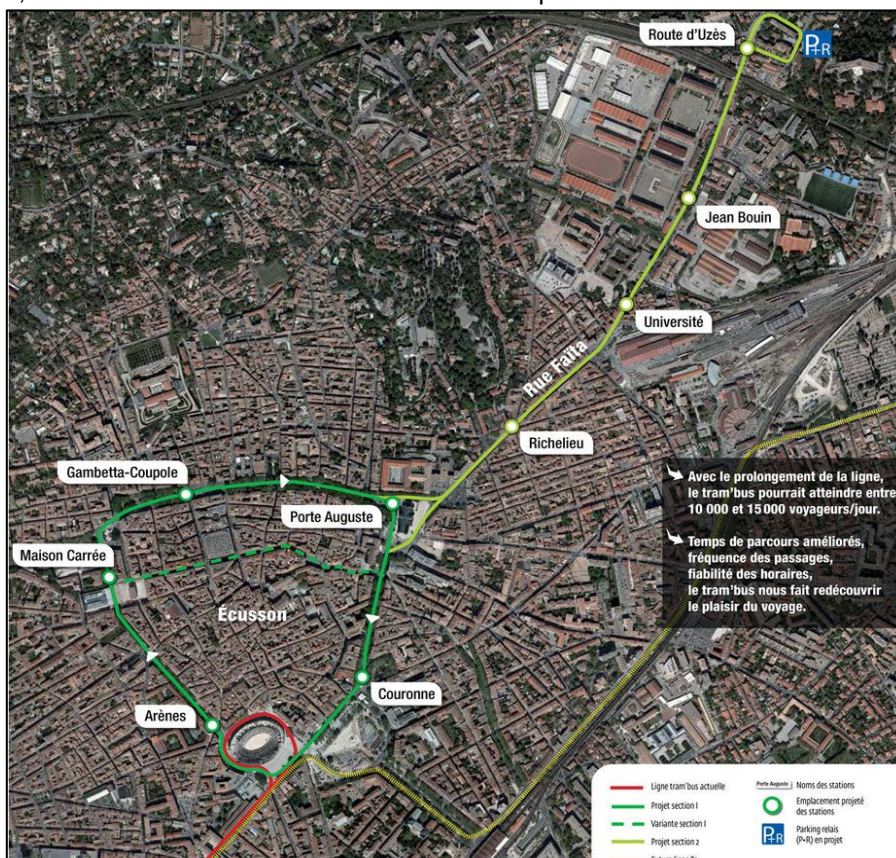 Route d'Uzès
P+R
Jean Bouin
Université
Rue Faïta
Richelieu
Gambetta-Coupole
Porte Auguste
Maison Carrée
Écusson
Couronne
Arènes
Avec le prolongement de la ligne,
le tram'bus pourrait atteindre entre
10 000 et 15 000 voyageurs/jour.
Temps de parcours améliorés,
fréquence des passages,
fiabilité des horaires,
le tram'bus nous fait redécouvrir
le plaisir du voyage.
Ligne tram'bus actuelle
Projet section 1
Variante section 1
Projet section 2
Porte Auguste
Noms des stations
Emplacement projeté
des stations
P+R
Parking relais
(P+R) en projet